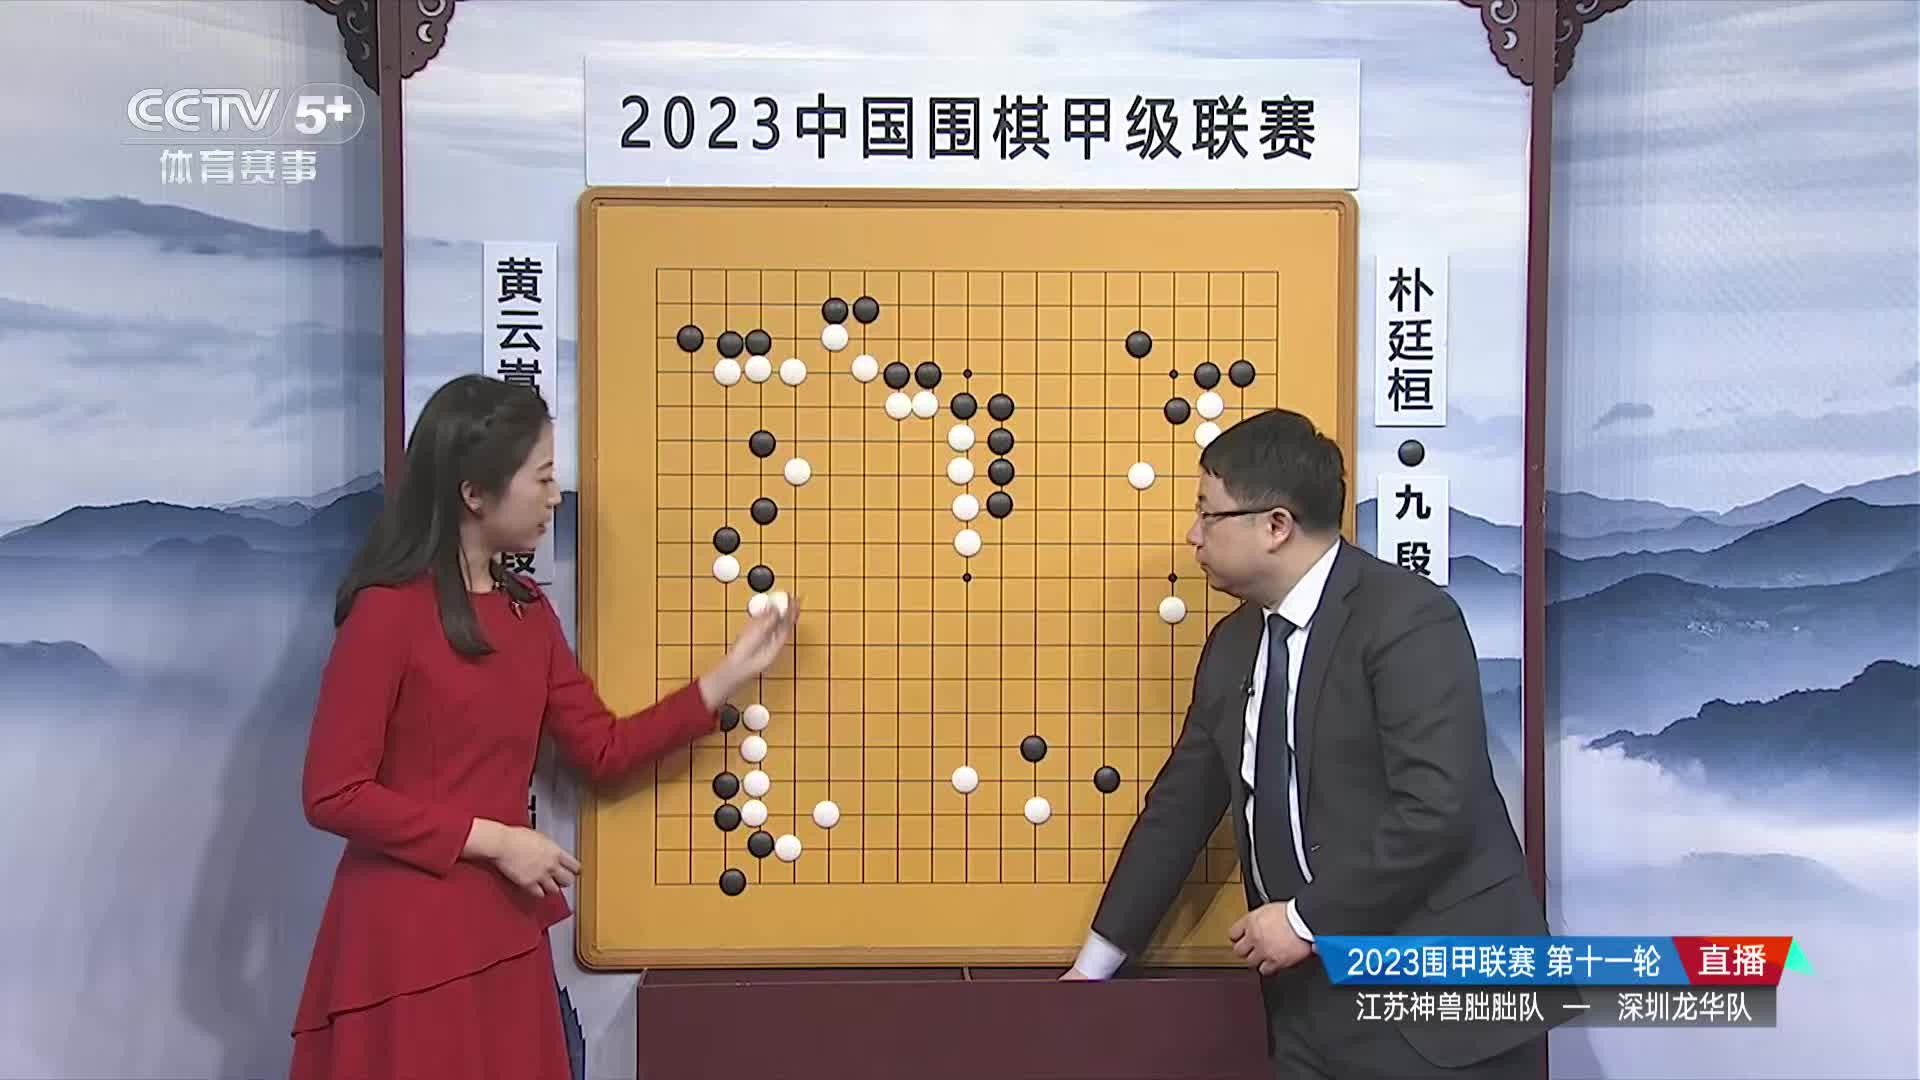 CCTV 5+
体育赛事
2023中国围棋甲级联赛
黄云嵩
段
朴廷桓
九段
2023围甲联赛 第十一轮 直播
江苏神兽朏朏队 — 深圳龙华队